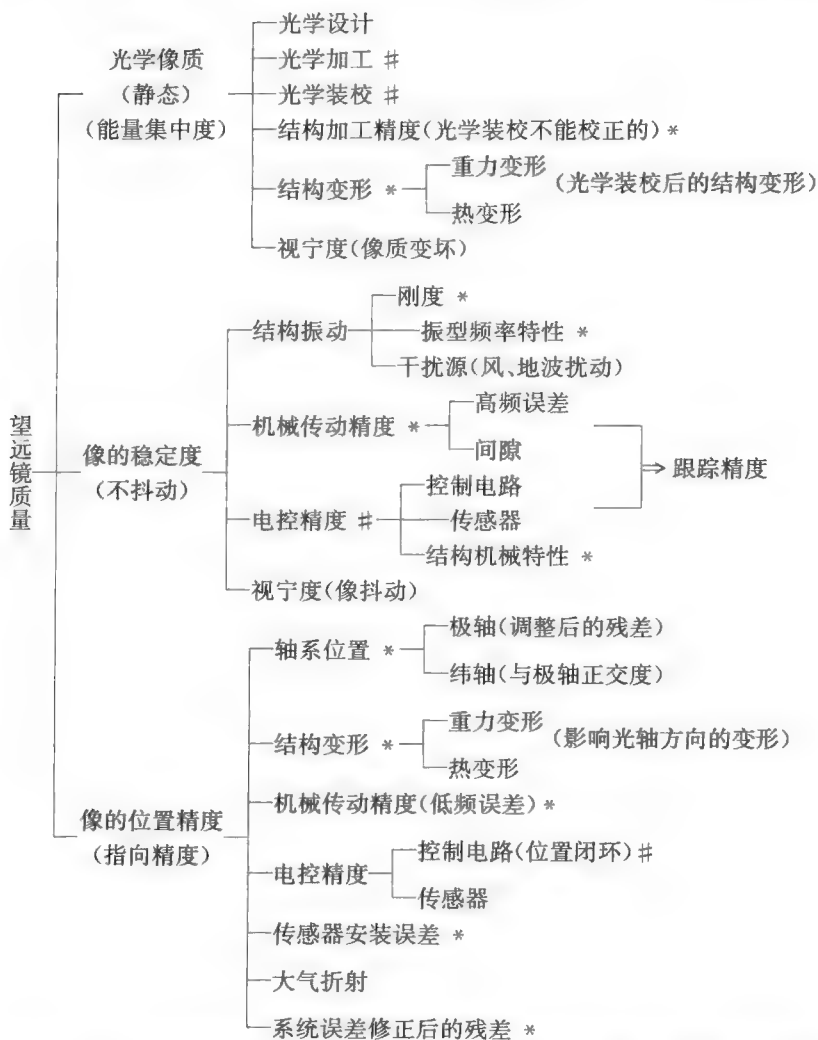 望远镜质量
光学像质
(静态)
(能量集中度)
光学设计
光学加工 #
光学装校 #
结构加工精度(光学装校不能校正的) *
结构变形 *
重力变形
热变形
(光学装校后的结构变形)
视宁度(像质变坏)
像的稳定度
(不抖动)
结构振动
刚度 *
振型频率特性 *
干扰源(风、地波扰动)
机械传动精度 *
高频误差
间隙
电控精度 #
控制电路
传感器
结构机械特性 *
⇒ 跟踪精度
视宁度(像抖动)
像的位置精度
(指向精度)
轴系位置 *
极轴(调整后的残差)
纬轴(与极轴正交度)
结构变形 *
重力变形
热变形
(影响光轴方向的变形)
机械传动精度(低频误差) *
电控精度
控制电路(位置闭环) #
传感器
传感器安装误差 *
大气折射
系统误差修正后的残差 *